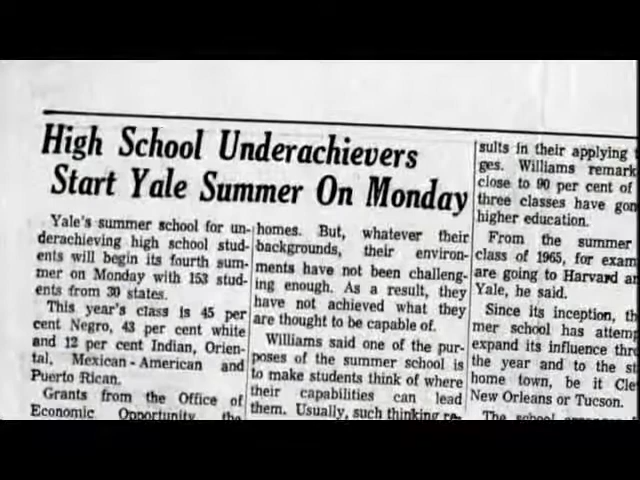 High School Underachievers
Start Yale Summer On Monday
Yale's summer school for un-
derachieving high school stud-
ents will begin its fourth sum-
mer on Monday with 153 stud-
ents from 30 states.
This year's class is 45 per
cent Negro, 43 per cent white
and 12 per cent Indian, Orien-
tal, Mexican-American and
Puerto Rican.
Grants from the Office of
Economic Opportunity the
homes. But, whatever their
backgrounds, their environ-
ments have not been challeng-
ing enough. As a result, they
have not achieved what they
are thought to be capable of.
Williams said one of the pur-
poses of the summer school is
to make students think of where
their capabilities can lead
them. Usually, such thinking re-
sults in their applying
ges. Williams remark
close to 90 per cent of
three classes have gon
higher education.
From the summer
class of 1965, for exam
are going to Harvard a
Yale, he said.
Since its inception, th
mer school has attemp
expand its influence thr
the year and to the st
home town, be it Cle
New Orleans or Tucson.
The school